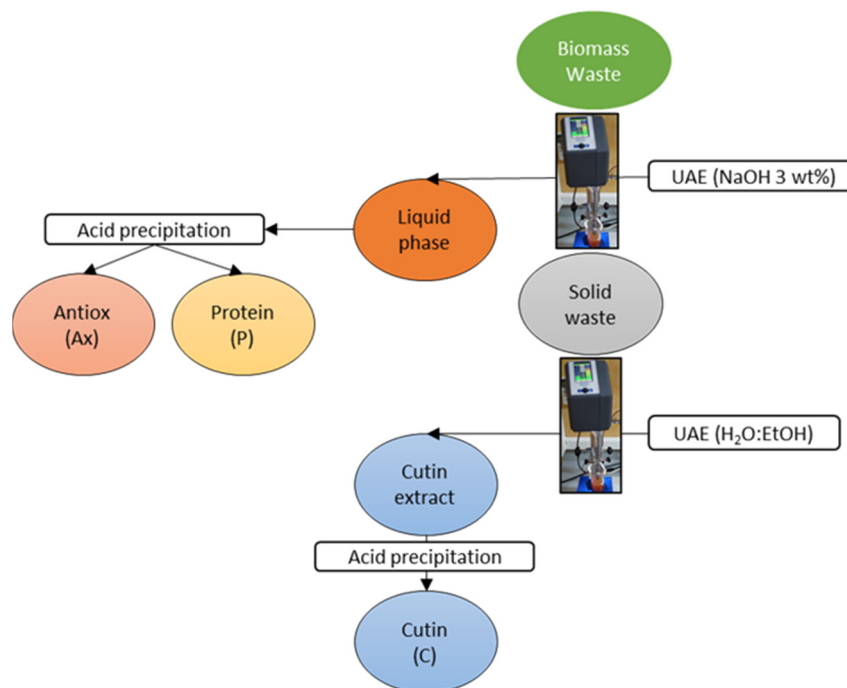 Biomass
Waste
UAE (NaOH 3 wt%)
Liquid
phase
Acid precipitation
Antiox
(Ax)
Protein
(P)
Solid
waste
UAE (H₂O:EtOH)
Cutin
extract
Acid precipitation
Cutin
(C)